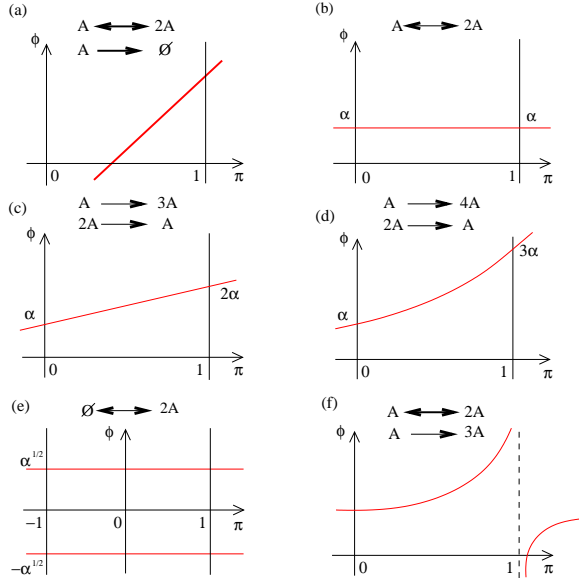 (a)
A ⟷ 2A
A ⟶ Ø
ϕ
0
1
π
(b)
A ⟷ 2A
ϕ
α
α
0
1
π
(c)
A ⟶ 3A
2A ⟶ A
ϕ
α
2α
0
1
π
(d)
A ⟶ 4A
2A ⟶ A
ϕ
α
3α
0
1
π
(e)
Ø ⟷ 2A
ϕ
α^1/2
−1
0
1
π
−α^1/2
(f)
A ⟷ 2A
A ⟶ 3A
ϕ
0
1
π